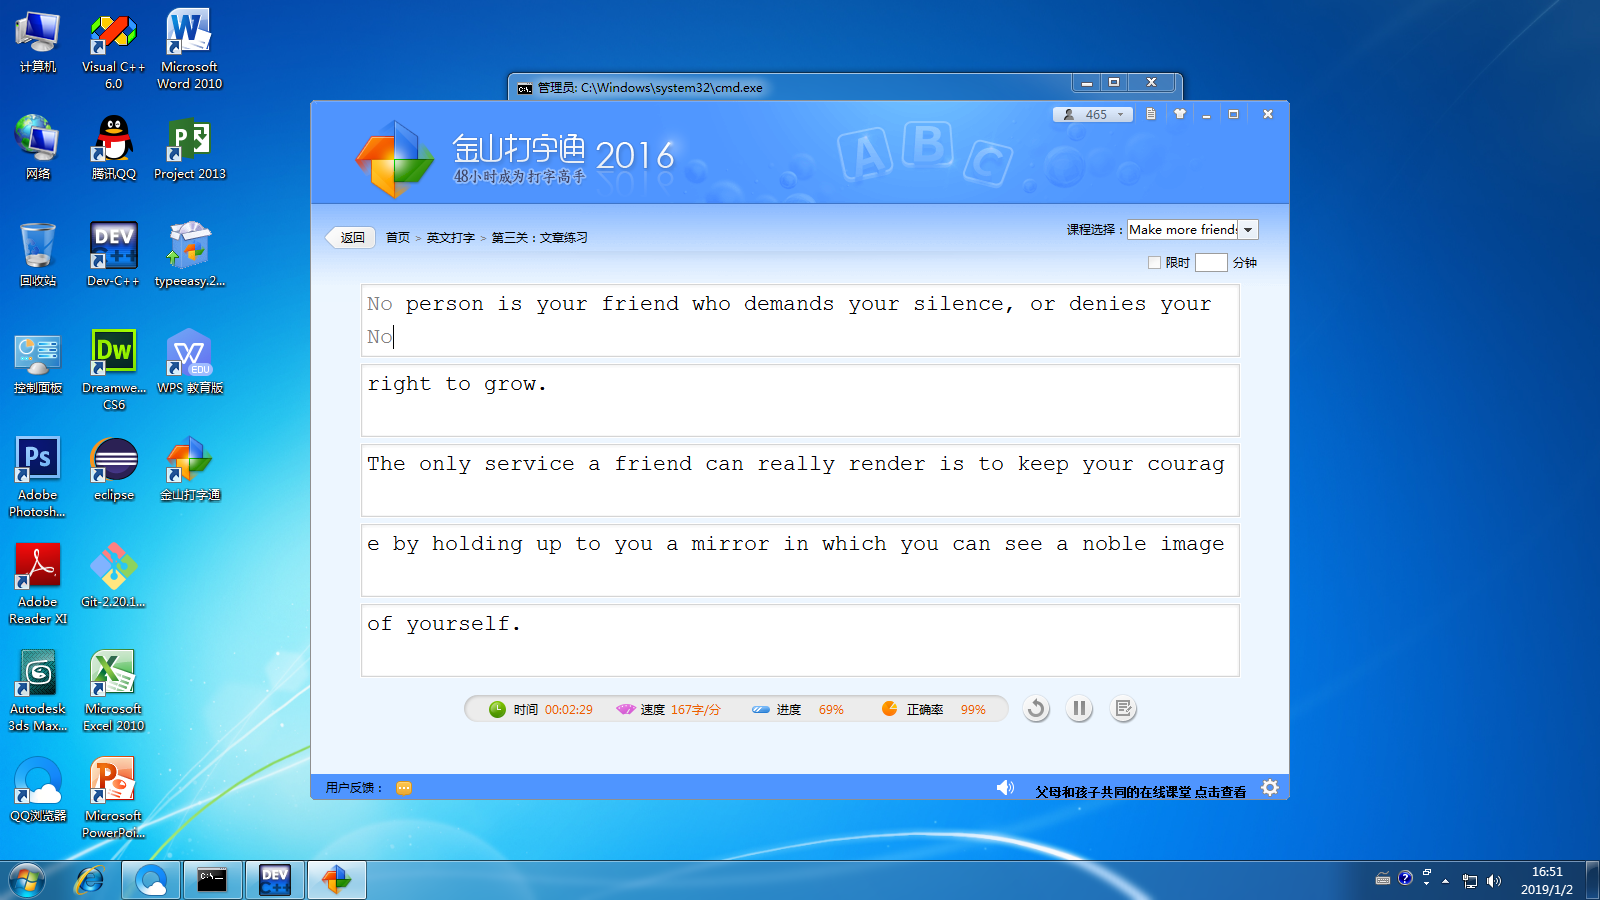 计算机
Visual C++ 6.0
Microsoft Word 2010
网络
腾讯QQ
Project 2013
回收站
Dev-C++
typeeasy.2...
控制面板
Dreamwe... CS6
WPS 教育版
Adobe Photosh...
eclipse
金山打字通
Adobe Reader XI
Git-2.20.1...
Autodesk 3ds Max...
Microsoft Excel 2010
QQ浏览器
Microsoft PowerPoi...
管理员: C:\Windows\system32\cmd.exe
465
金山打字通 2016
48小时成为打字高手
A B C
返回
首页 > 英文打字 > 第三关：文章练习
课程选择：
Make more friend
限时
分钟
No person is your friend who demands your silence, or denies your
No
right to grow.
The only service a friend can really render is to keep your courag
e by holding up to you a mirror in which you can see a noble image
of yourself.
时间 00:02:29 速度 167字/分 进度 69% 正确率 99%
用户反馈：
父母和孩子共同的在线课堂 点击查看
16:51
2019/1/2